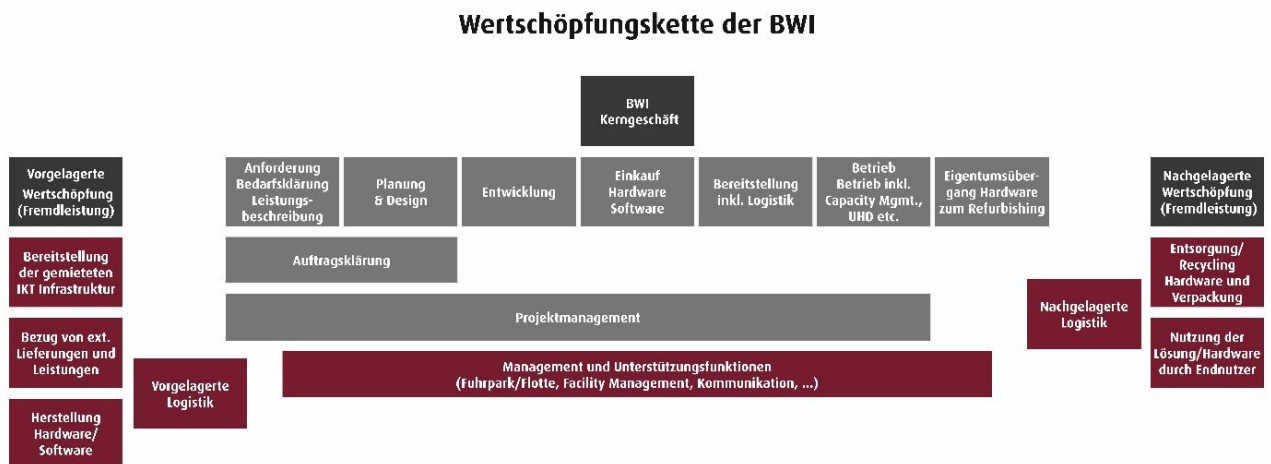 Wertschöpfungskette der BWI
BWI
Kerngeschäft
Vorgelagerte
Wertschöpfung
(Fremdleistung)
Anforderung
Bedarfsklärung
Leistungs-
beschreibung
Planung
& Design
Entwicklung
Einkauf
Hardware
Software
Bereitstellung
inkl. Logistik
Betrieb
Betrieb inkl.
Capacity Mgmt.,
UHD etc.
Eigentumsüber-
gang Hardware
zum Refurbishing
Nachgelagerte
Wertschöpfung
(Fremdleistung)
Bereitstellung
der gemieteten
IKT Infrastruktur
Auftragsklärung
Entsorgung/
Recycling
Hardware und
Verpackung
Projektmanagement
Nachgelagerte
Logistik
Bezug von ext.
Lieferungen und
Leistungen
Management und Unterstützungsfunktionen
(Fuhrpark/Flotte, Facility Management, Kommunikation, ...)
Nutzung der
Lösung/Hardware
durch Endnutzer
Vorgelagerte
Logistik
Herstellung
Hardware/
Software